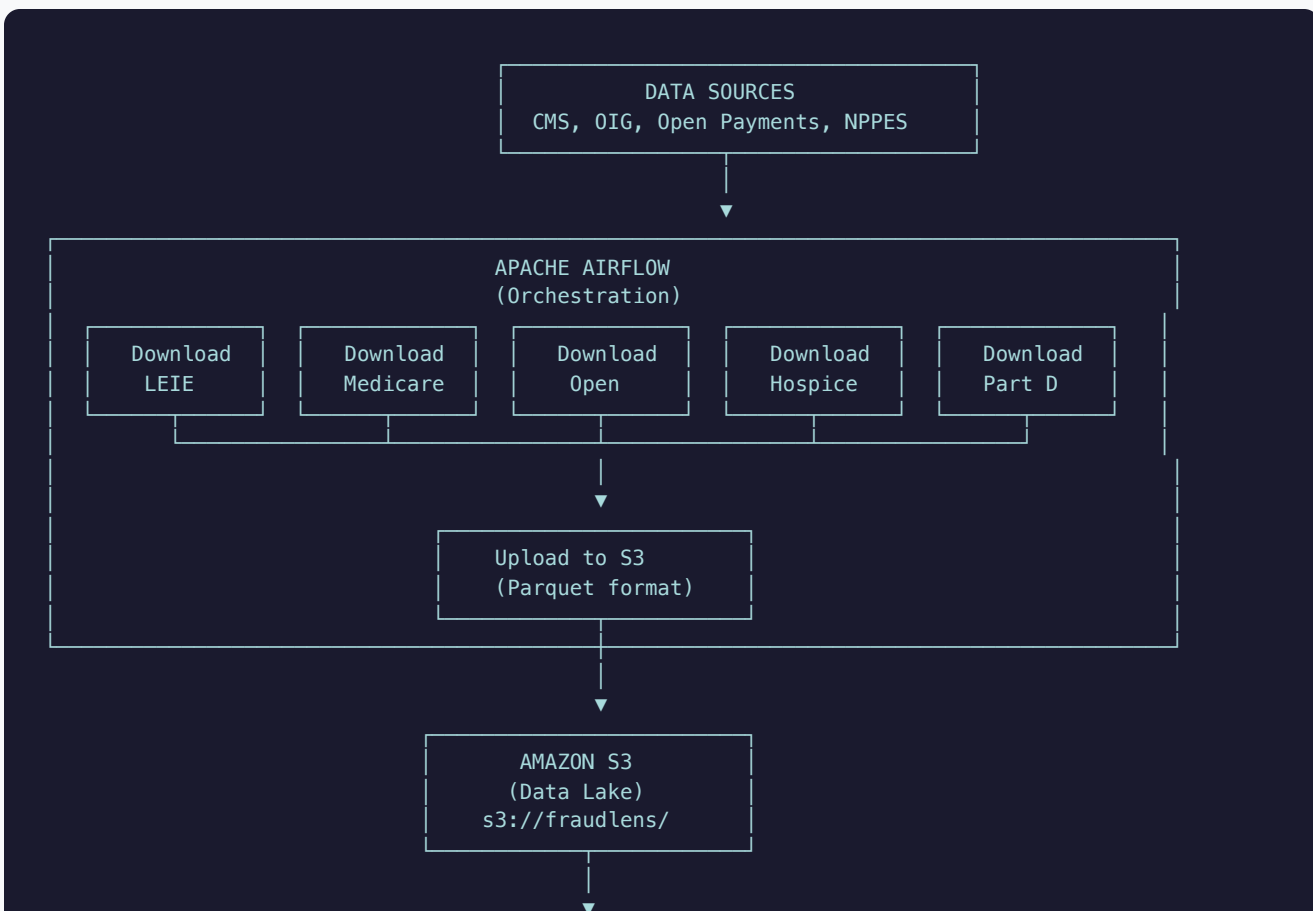 DATA SOURCES
CMS, OIG, Open Payments, NPPES
APACHE AIRFLOW
(Orchestration)
Download Download Download Download Download
LEIE Medicare Open Hospice Part D
Upload to S3
(Parquet format)
AMAZON S3
(Data Lake)
s3://fraudlens/